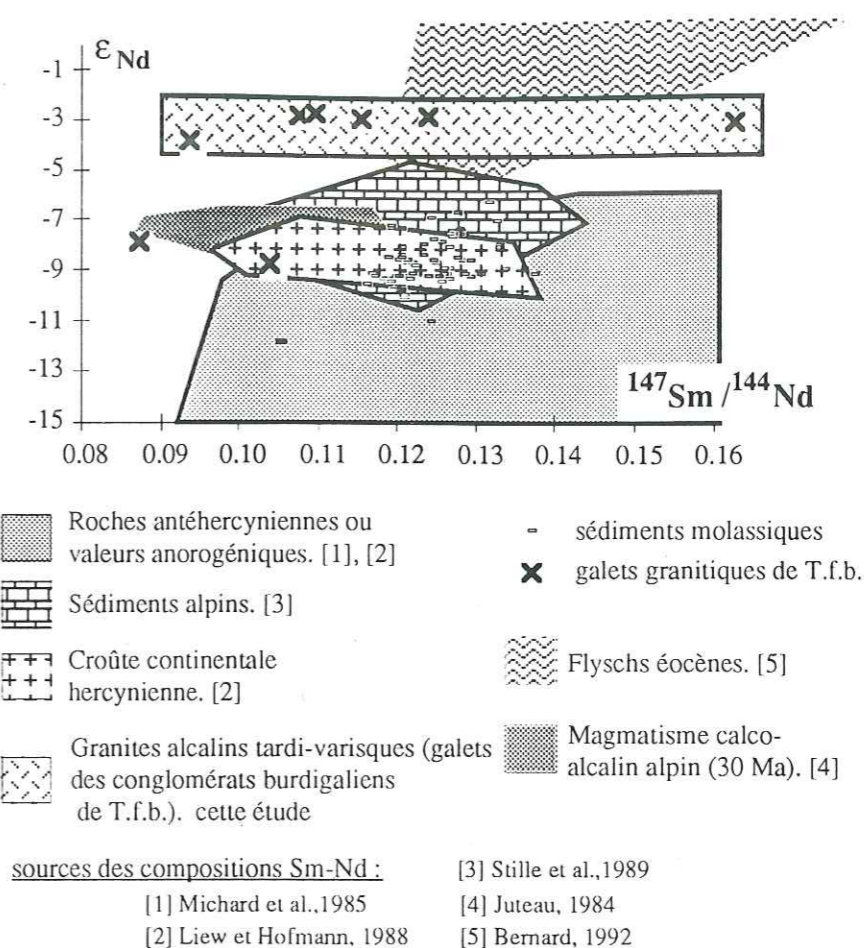 ε Nd
-1
-3
-5
-7
-9
-11
-13
-15
147Sm /144Nd
0.08 0.09 0.10 0.11 0.12 0.13 0.14 0.15 0.16
Roches antéhercyniennes ou
valeurs anorogéniques. [1], [2]
Sédiments alpins. [3]
Croûte continentale
hercynienne. [2]
Granites alcalins tardi-varisques (galets
des conglomérats burdigaliens
de T.f.b.). cette étude
sédiments molassiques
galets granitiques de T.f.b.
Flyschs éocènes. [5]
Magmatisme calco-
alcalin alpin (30 Ma). [4]
sources des compositions Sm-Nd :
[1] Michard et al.,1985
[2] Liew et Hofmann, 1988
[3] Stille et al.,1989
[4] Juteau, 1984
[5] Bernard, 1992